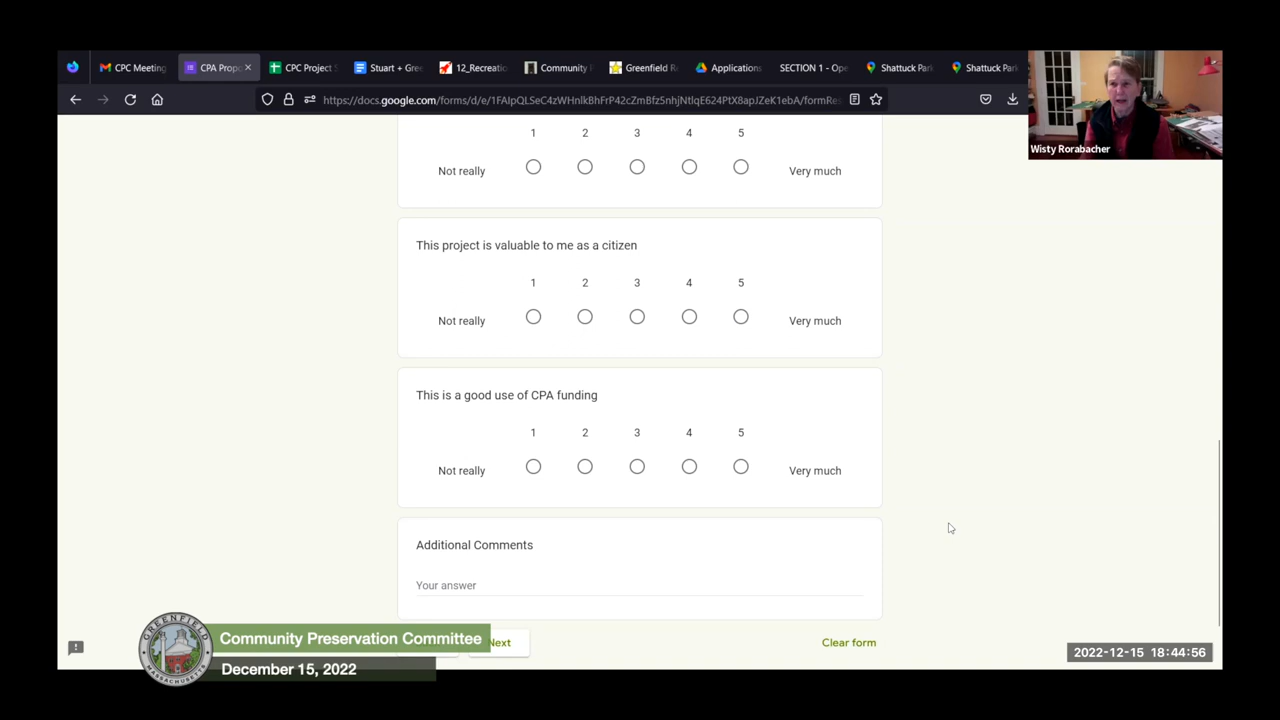 CPC Meeting
CPA Prop
CPC Project
Stuart + Gre
12_Recreatio
Community
Greenfield R
Applications
SECTION 1 - Ope
Shattuck Park
Shattuck Park
Wisty Rorabacher
1 2 3 4 5
Not really Very much
This project is valuable to me as a citizen
1 2 3 4 5
Not really Very much
This is a good use of CPA funding
1 2 3 4 5
Not really Very much
Additional Comments
Your answer
Next
Clear form
GREENFIELD
MASSACHUSETTS
Community Preservation Committee
December 15, 2022
2022-12-15 18:44:56